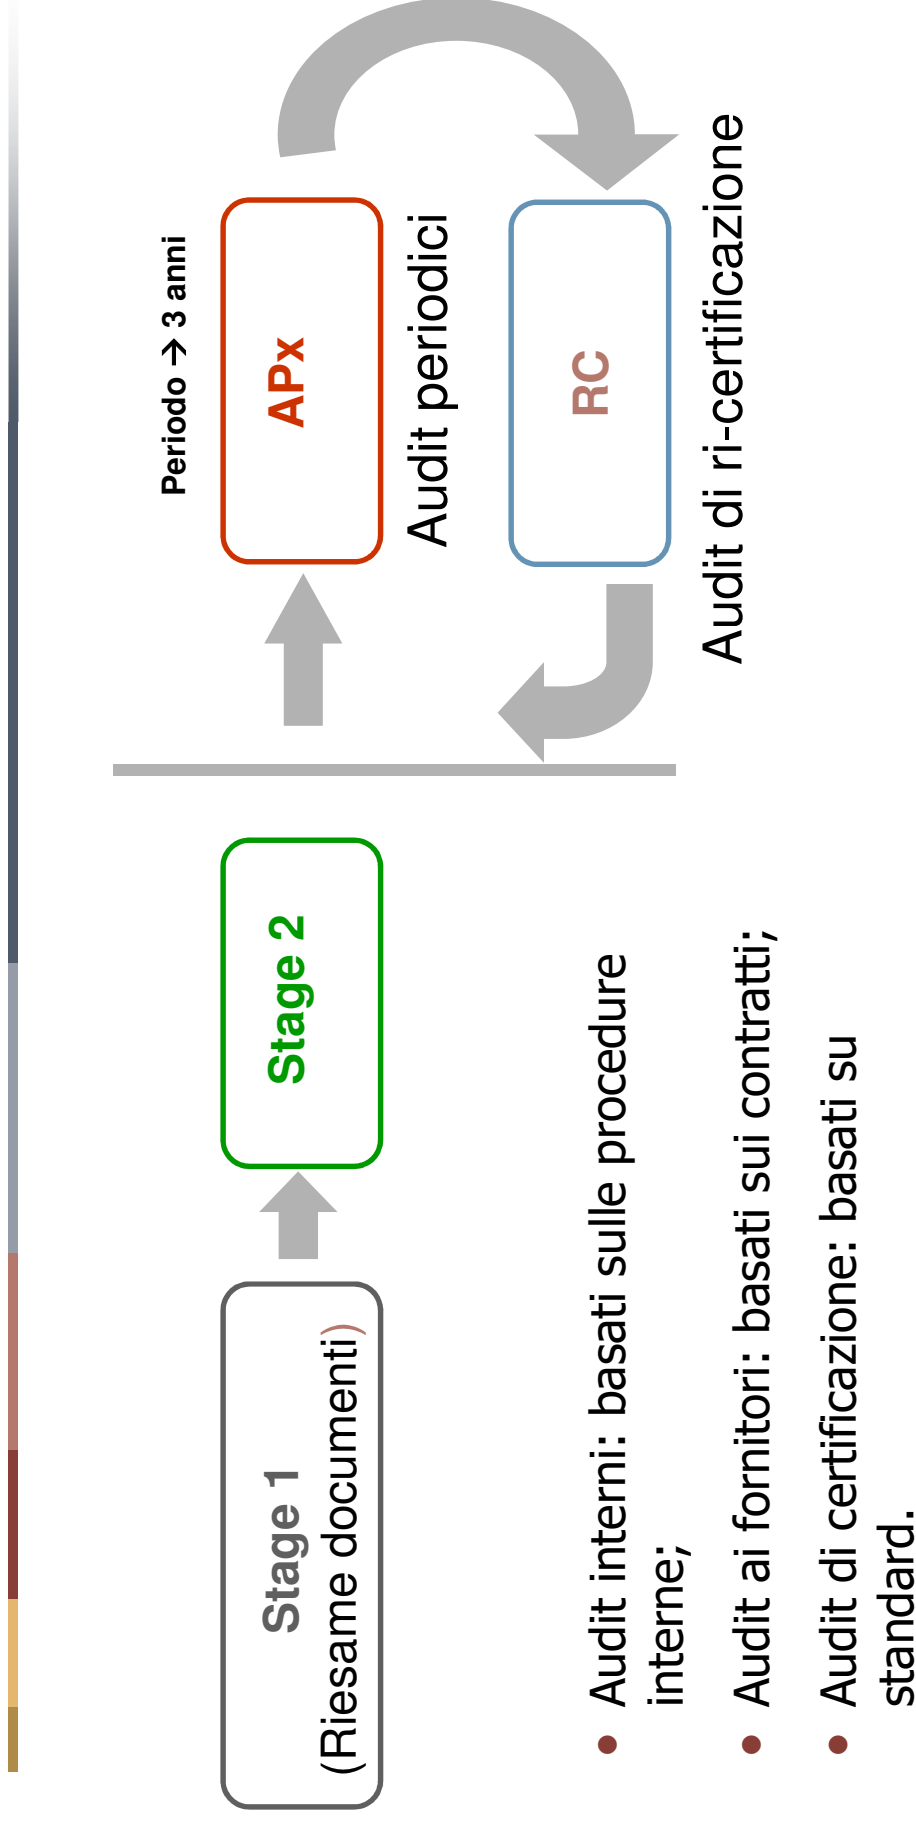 Periodo → 3 anni
Stage 1
(Riesame documenti)
Stage 2
APx
Audit periodici
RC
Audit di ri-certificazione
• Audit interni: basati sulle procedure
interne;
• Audit ai fornitori: basati sui contratti;
• Audit di certificazione: basati su
standard.